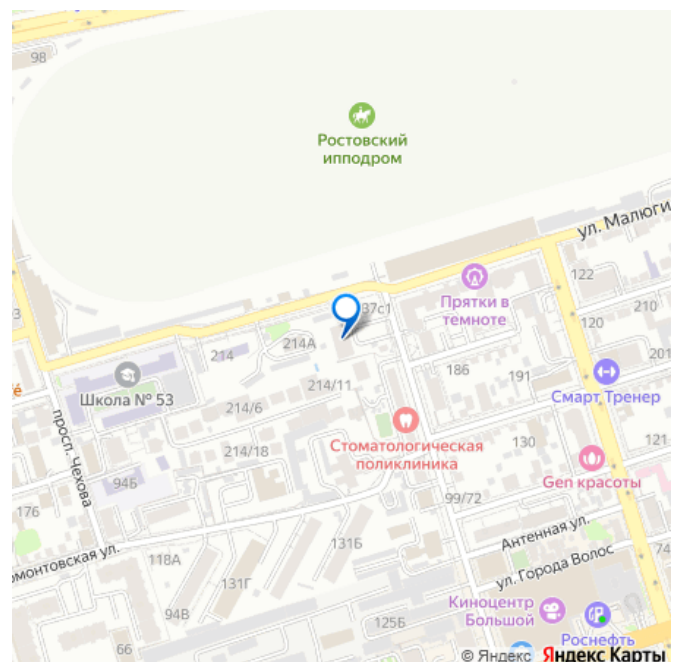 98
Ростовский
ипподром
ул. Малюги
122
Прятки в
темноте
37с1
210
120
214
214А
186
191
201
Смарт Тренер
Школа № 53
214/11
214/6
Стоматологическая
поликлиника
130
121
214/18
Gen красоты
просп. Чехова
94Б
99/72
176
Антенная ул.
131Б
74
омонтовская ул.
118А
ул. Города Волос
131Г
Киноцентр
Большой
94В
125Б
Роснефть
66
© Яндекс Яндекс Карты